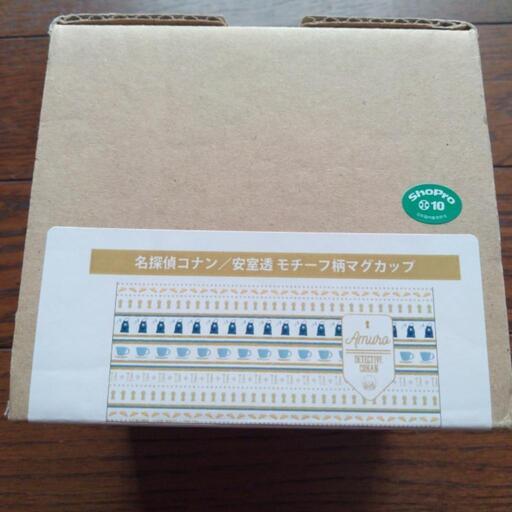 ShoPro
10
名探偵コナン／安室透 モチーフ柄マグカップ
Amuro
DETECTIVE
CONAN